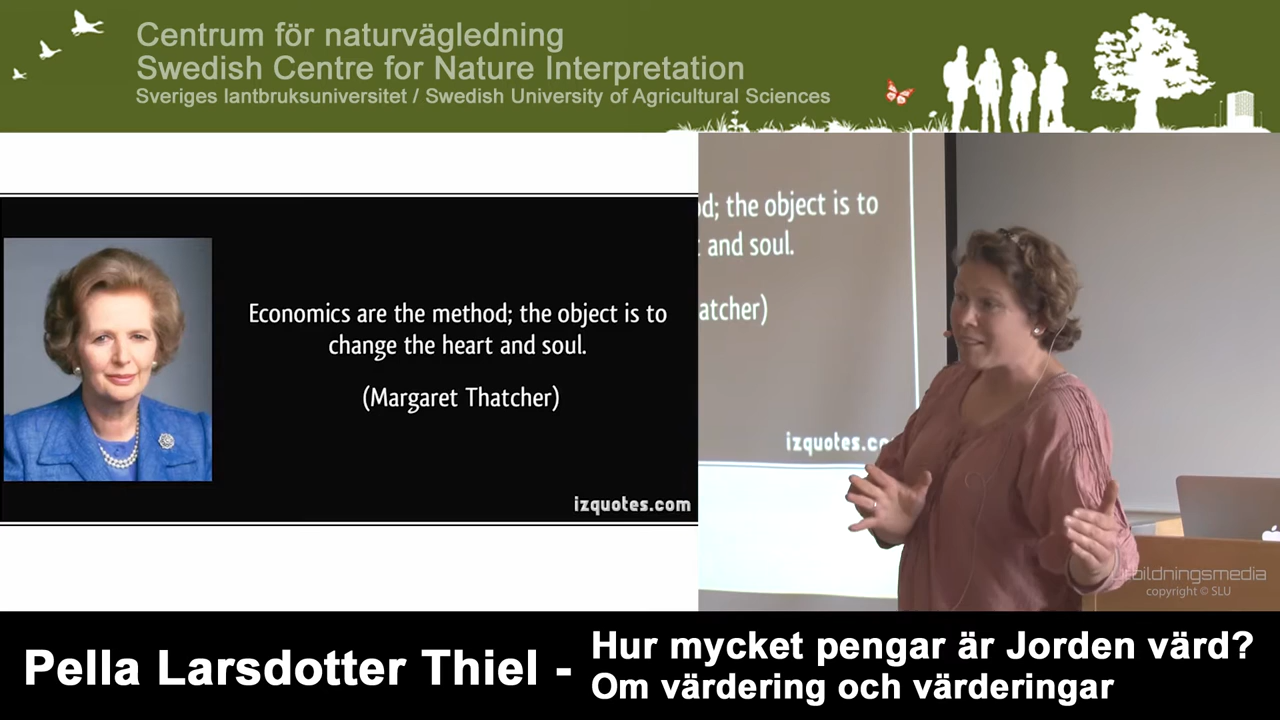 Centrum för naturvägledning
Swedish Centre for Nature Interpretation
Sveriges lantbruksuniversitet / Swedish University of Agricultural Sciences
Economics are the method; the object is to
change the heart and soul.
(Margaret Thatcher)
izquotes.com
; the object is to
and soul.
atcher)
izquotes.c
utbildningsmedia
copyright © SLU
Pella Larsdotter Thiel -
Hur mycket pengar är Jorden värd?
Om värdering och värderingar